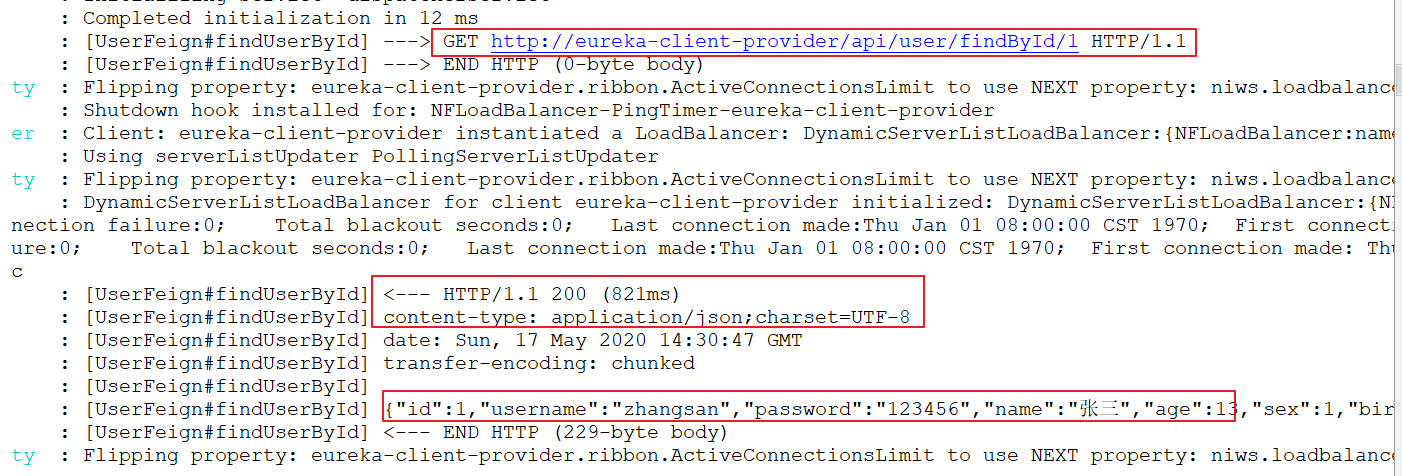 : Completed initialization in 12 ms
: [UserFeign#findUserById] ---> GET http://eureka-client-provider/api/user/findById/1 HTTP/1.1
: [UserFeign#findUserById] ---> END HTTP (0-byte body)
ty : Flipping property: eureka-client-provider.ribbon.ActiveConnectionsLimit to use NEXT property: niws.loadbalance
: Shutdown hook installed for: NFLoadBalancer-PingTimer-eureka-client-provider
er : Client: eureka-client-provider instantiated a LoadBalancer: DynamicServerListLoadBalancer:{NFLoadBalancer:name
: Using serverListUpdater PollingServerListUpdater
ty : Flipping property: eureka-client-provider.ribbon.ActiveConnectionsLimit to use NEXT property: niws.loadbalance
: DynamicServerListLoadBalancer for client eureka-client-provider initialized: DynamicServerListLoadBalancer:{NF
nection failure:0; Total blackout seconds:0; Last connection made:Thu Jan 01 08:00:00 CST 1970; First connecti
ure:0; Total blackout seconds:0; Last connection made:Thu Jan 01 08:00:00 CST 1970; First connection made: Thu
c
: [UserFeign#findUserById] <--- HTTP/1.1 200 (821ms)
: [UserFeign#findUserById] content-type: application/json;charset=UTF-8
: [UserFeign#findUserById] date: Sun, 17 May 2020 14:30:47 GMT
: [UserFeign#findUserById] transfer-encoding: chunked
: [UserFeign#findUserById]
: [UserFeign#findUserById] {"id":1,"username":"zhangsan","password":"123456","name":"张三","age":13,"sex":1,"bir
: [UserFeign#findUserById] <--- END HTTP (229-byte body)
ty : Flipping property: eureka-client-provider.ribbon.ActiveConnectionsLimit to use NEXT property: niws.loadbalance